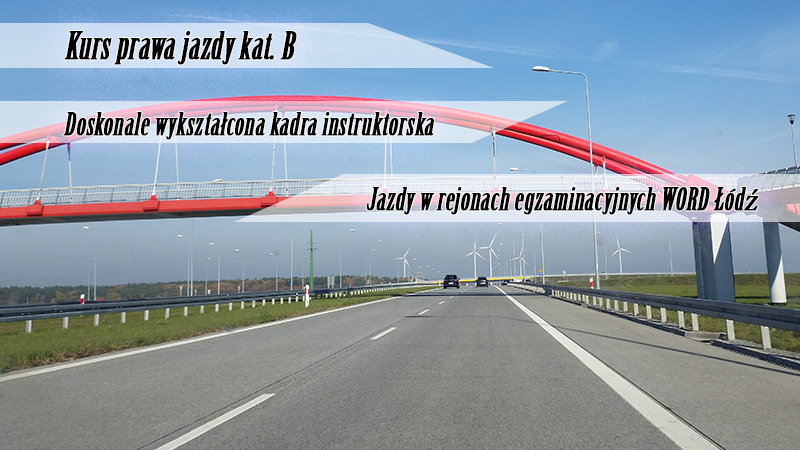 Kurs prawa jazdy kat. B
Doskonale wykształcona kadra instruktorska
Jazdy w rejonach egzaminacyjnych WORD Łódź